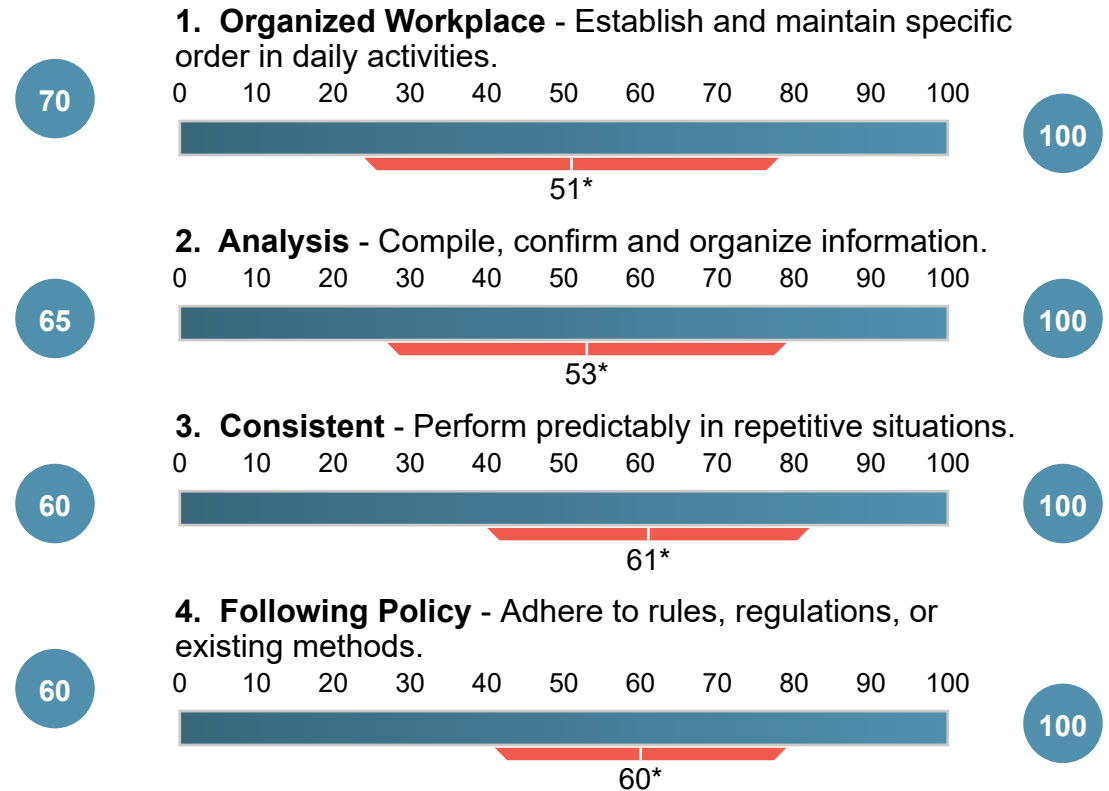 1. Organized Workplace - Establish and maintain specific
order in daily activities.
70
0 10 20 30 40 50 60 70 80 90 100
100
51*
2. Analysis - Compile, confirm and organize information.
0 10 20 30 40 50 60 70 80 90 100
65
100
53*
3. Consistent - Perform predictably in repetitive situations.
0 10 20 30 40 50 60 70 80 90 100
60
100
61*
4. Following Policy - Adhere to rules, regulations, or
existing methods.
60
0 10 20 30 40 50 60 70 80 90 100
100
60*